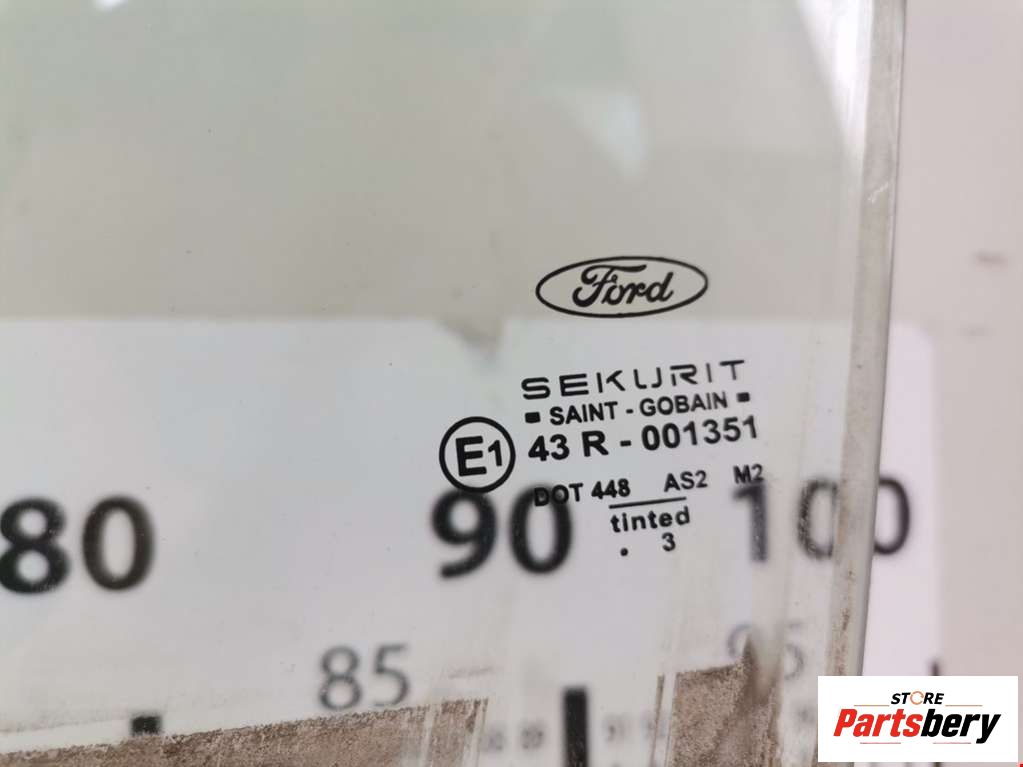 Ford
SEKURIT
▪ SAINT - GOBAIN ▪
E1 43 R - 001351
DOT 448 AS2 M2
tinted
. 3
80 90 100
85 95
STORE
Partsbery